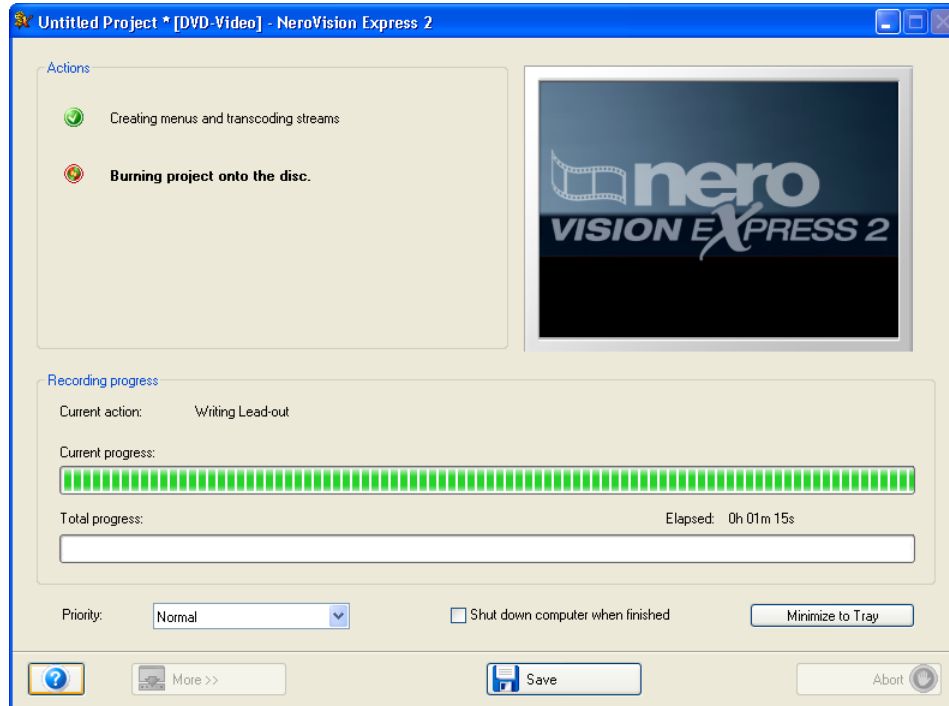 Untitled Project * [DVD-Video] - NeroVision Express 2
Actions
Creating menus and transcoding streams
Burning project onto the disc.
nero
VISION EXPRESS 2
Recording progress
Current action: Writing Lead-out
Current progress:
Total progress: Elapsed: 0h 01m 15s
Priority: Normal Shut down computer when finished Minimize to Tray
? More >> Save Abort